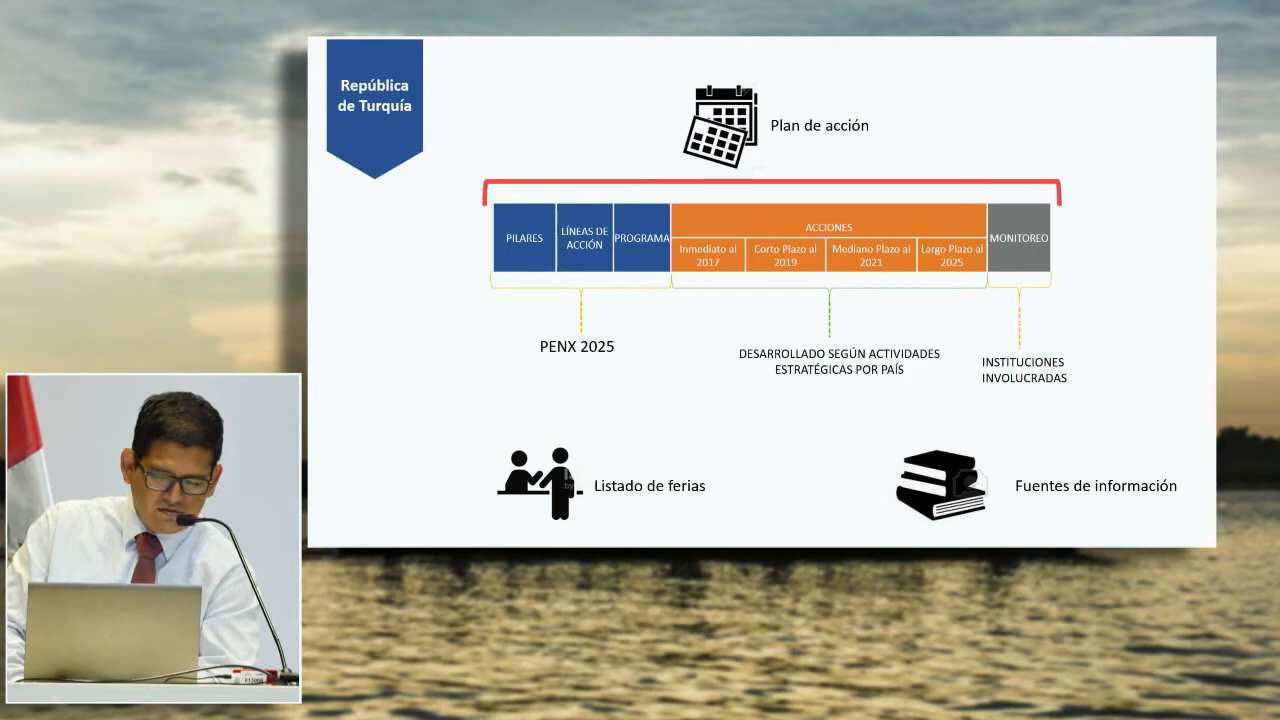 República
de Turquía
Plan de acción
PILARES
LÍNEAS DE
ACCIÓN
PROGRAMA
ACCIONES
Inmediato al
2017
Corto Plazo al
2019
Mediano Plazo al
2021
Largo Plazo al
2025
MONITOREO
PENX 2025
DESARROLLADO SEGÚN ACTIVIDADES
ESTRATÉGICAS POR PAÍS
INSTITUCIONES
INVOLUCRADAS
Listado de ferias
Fuentes de información